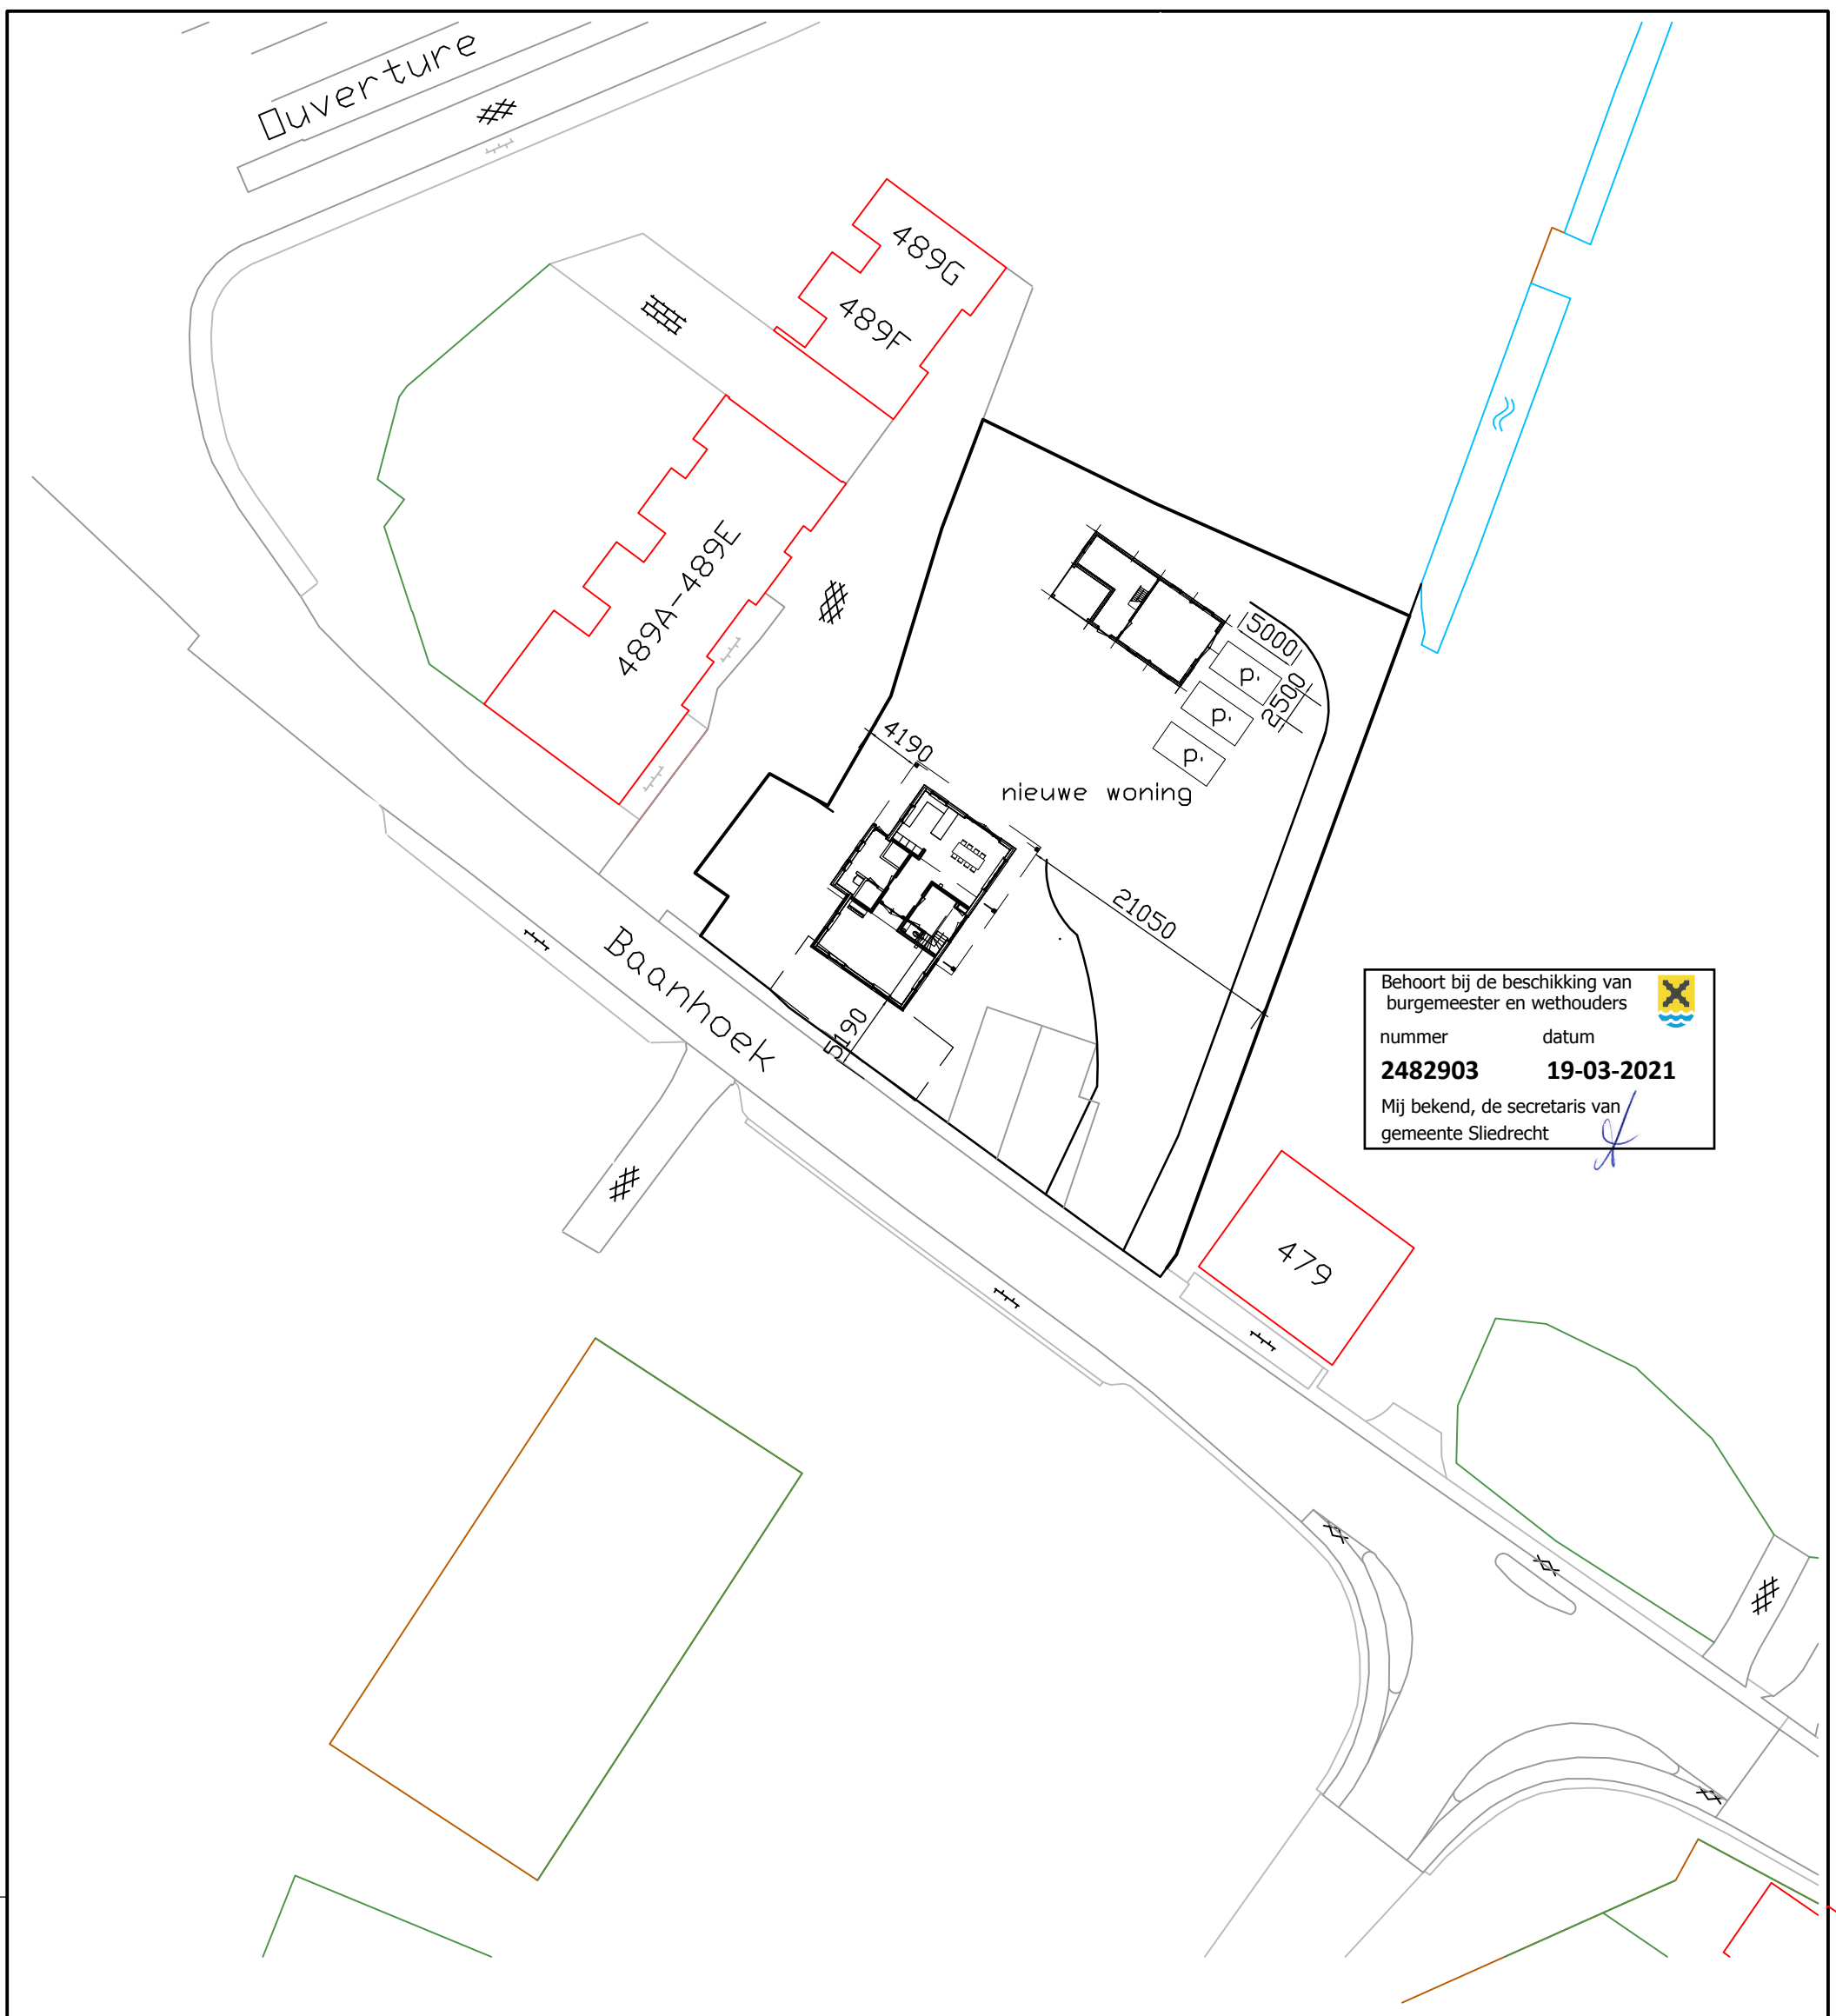 Ouverture
489G
489F
489A-489E
5000
p.
2500
p.
p.
4190
nieuwe woning
21050
Baanhoek
5190
Behoort bij de beschikking van
burgemeester en wethouders
nummer datum
2482903 19-03-2021
Mij bekend, de secretaris van
gemeente Sliedrecht
479